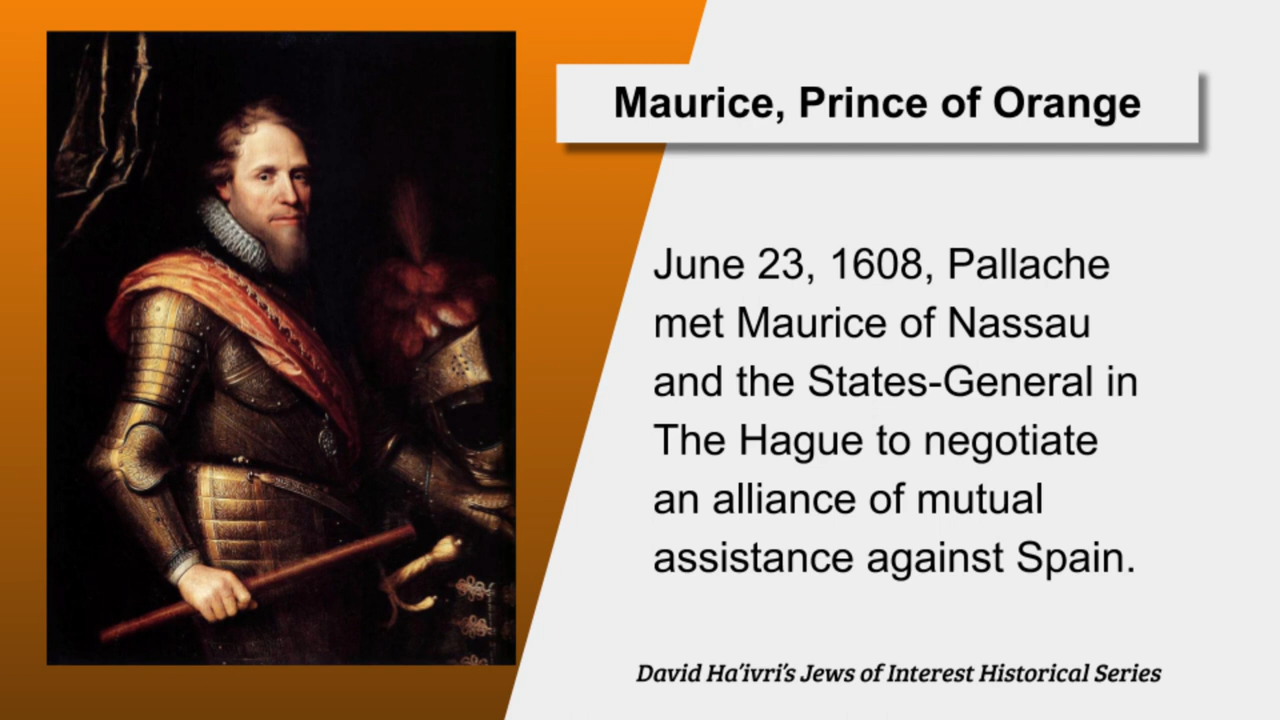 Maurice, Prince of Orange
June 23, 1608, Pallache
met Maurice of Nassau
and the States-General in
The Hague to negotiate
an alliance of mutual
assistance against Spain.
David Ha'ivri's Jews of Interest Historical Series